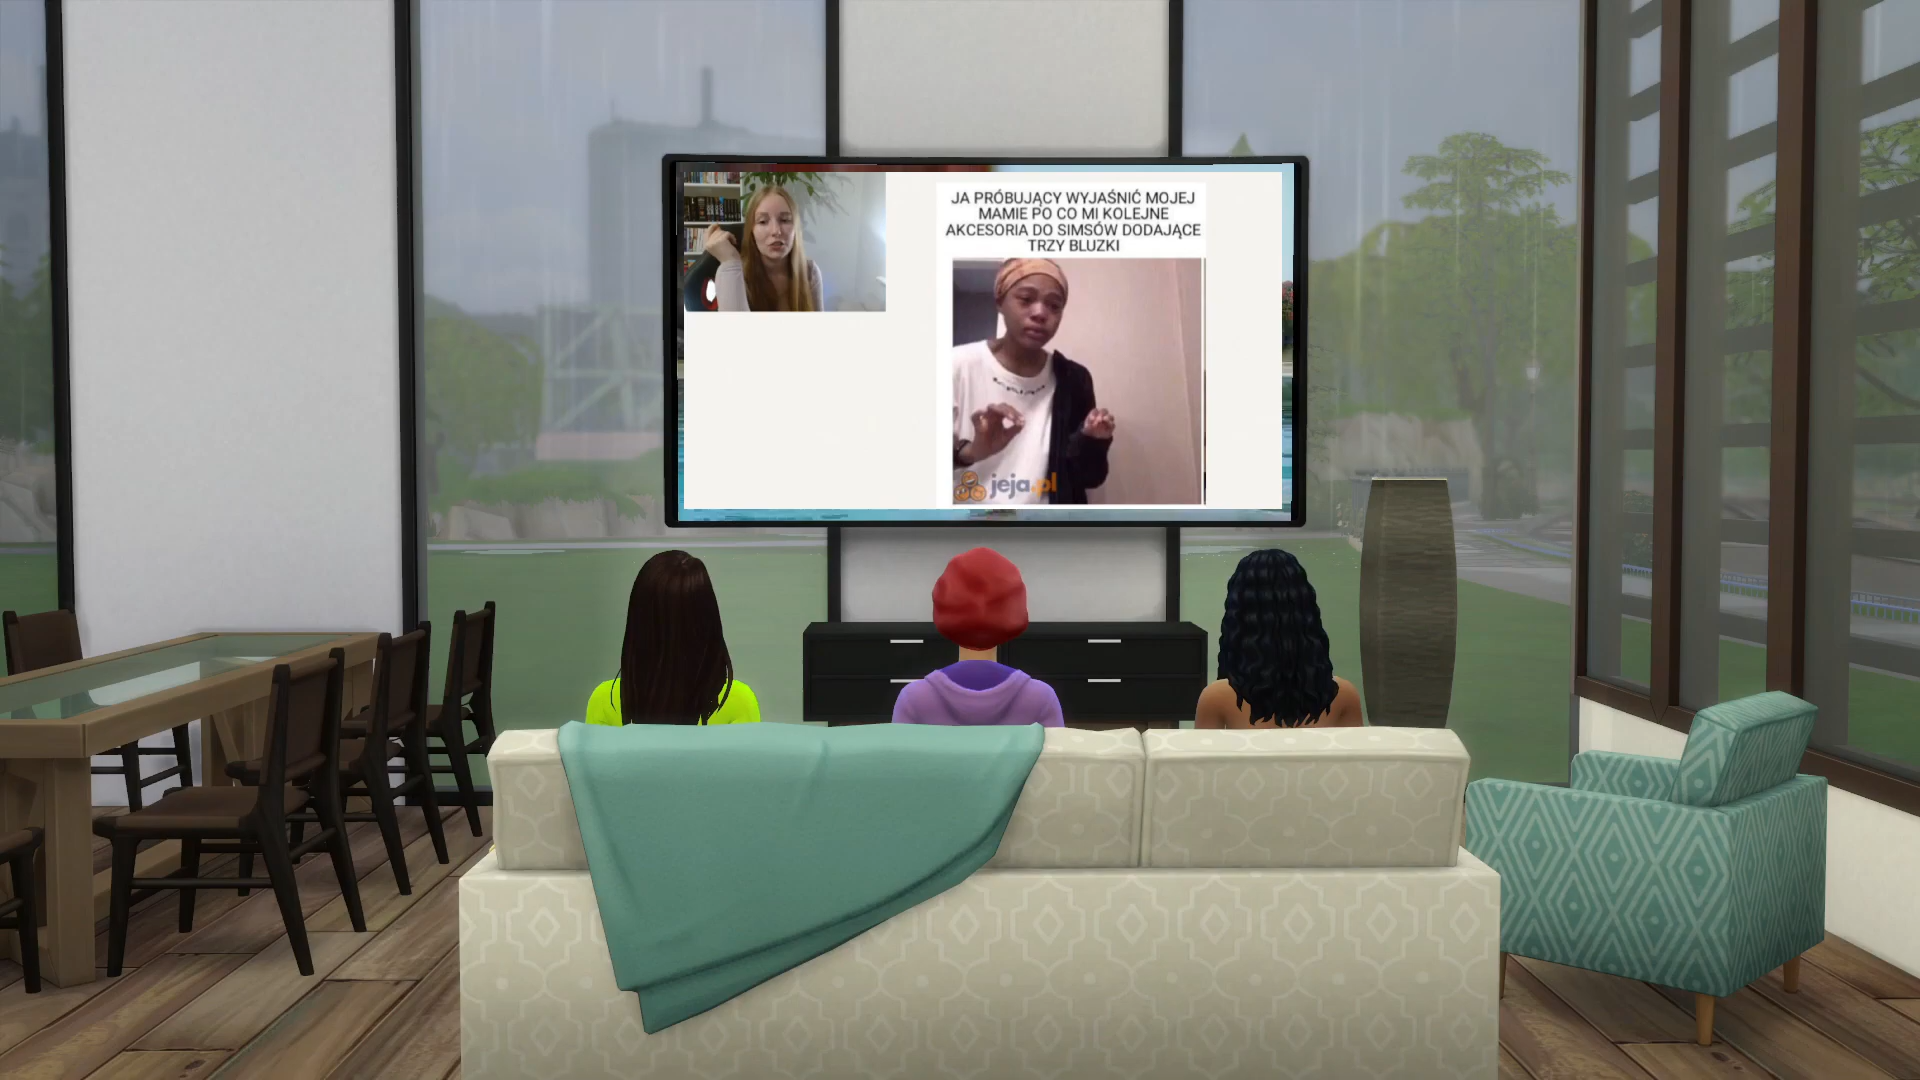 JA PRÓBUJĄCY WYJAŚNIĆ MOJEJ
MAMIE PO CO MI KOLEJNE
AKCESORIA DO SIMSÓW DODAJĄCE
TRZY BLUZKI
jeja.pl